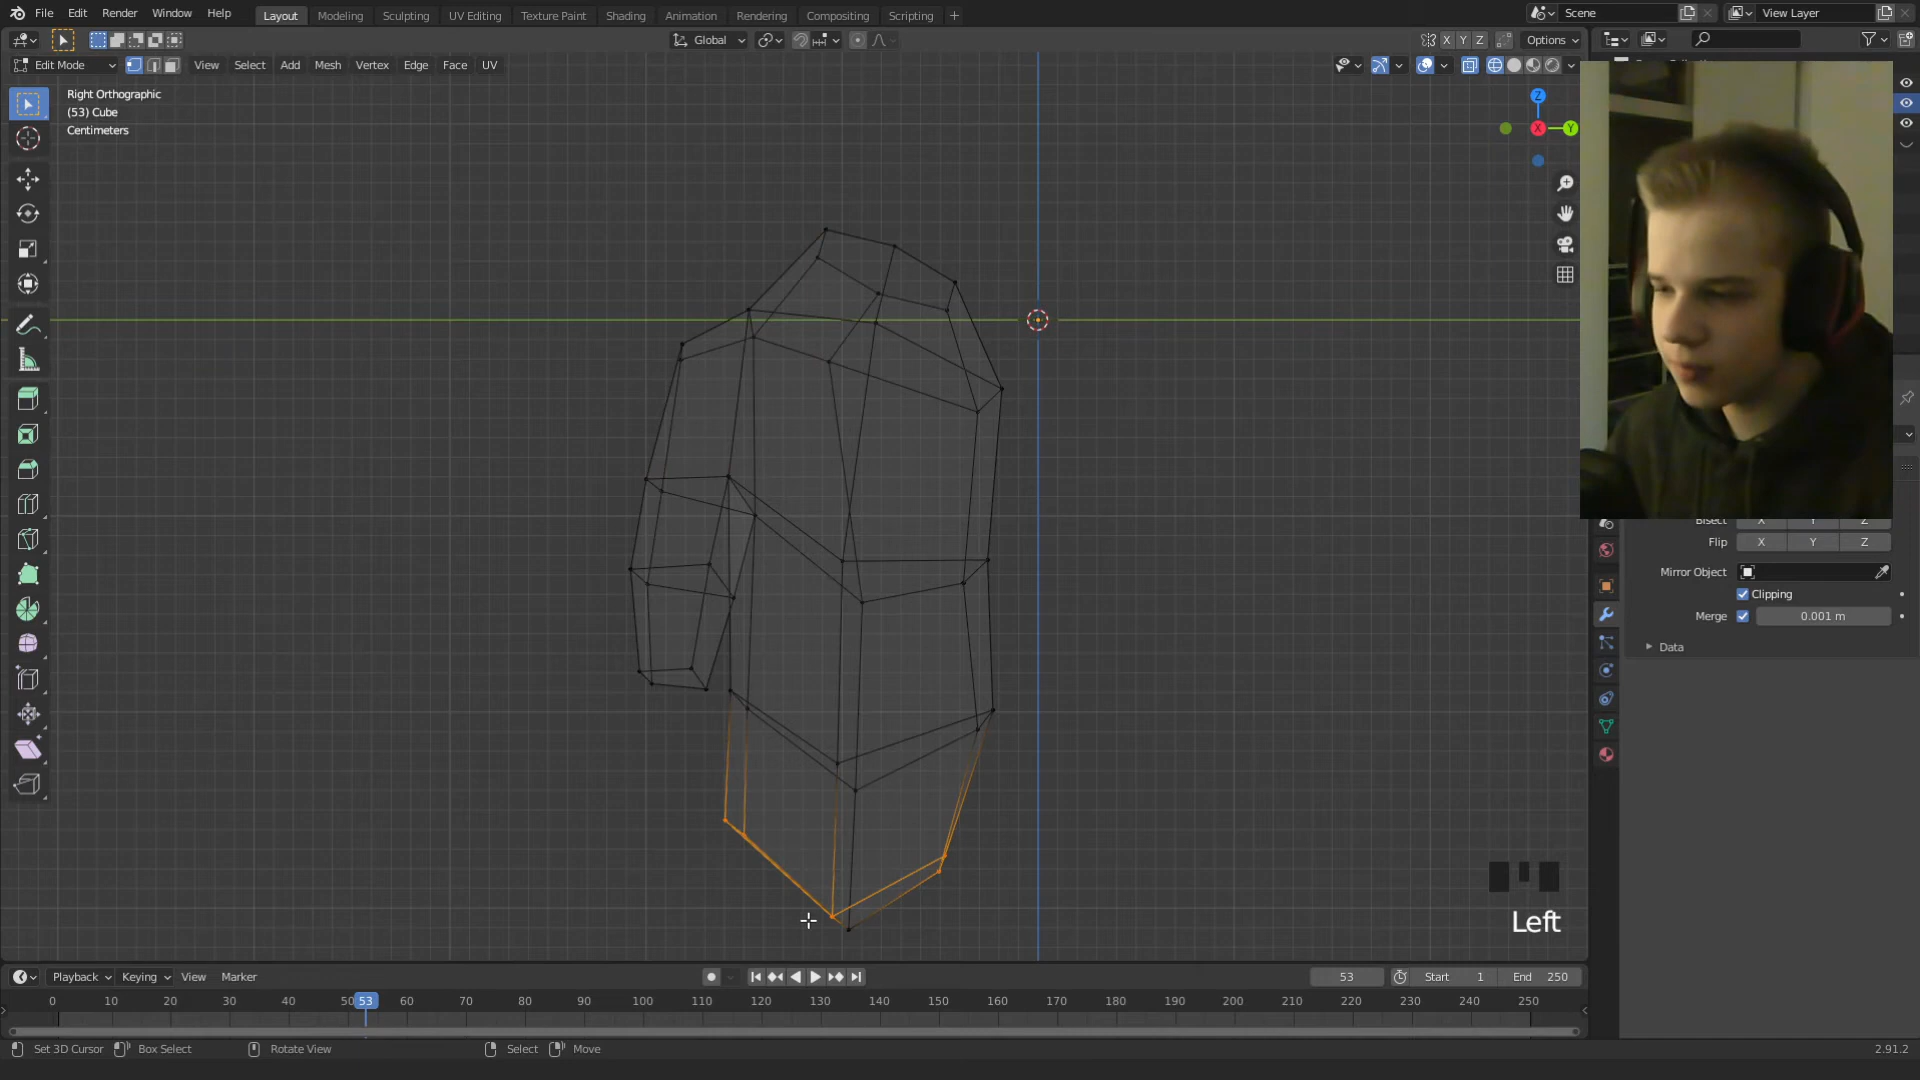 File Edit Render Window Help Layout Modeling Sculpting UV Editing Texture Paint Shading Animation Rendering Compositing Scripting + Scene View Layer
Global X Y Z Options
Edit Mode View Select Add Mesh Vertex Edge Face UV
Right Orthographic
(53) Cube
Centimeters
Z
X Y
Flip X Y Z
Mirror Object
Clipping
Merge 0.001 m
Data
Left
Playback Keying View Marker 53 Start 1 End 250
0 10 20 30 40 50 53 60 70 80 90 100 110 120 130 140 150 160 170 180 190 200 210 220 230 240 250
Set 3D Cursor Box Select Rotate View Select Move 2.91.2